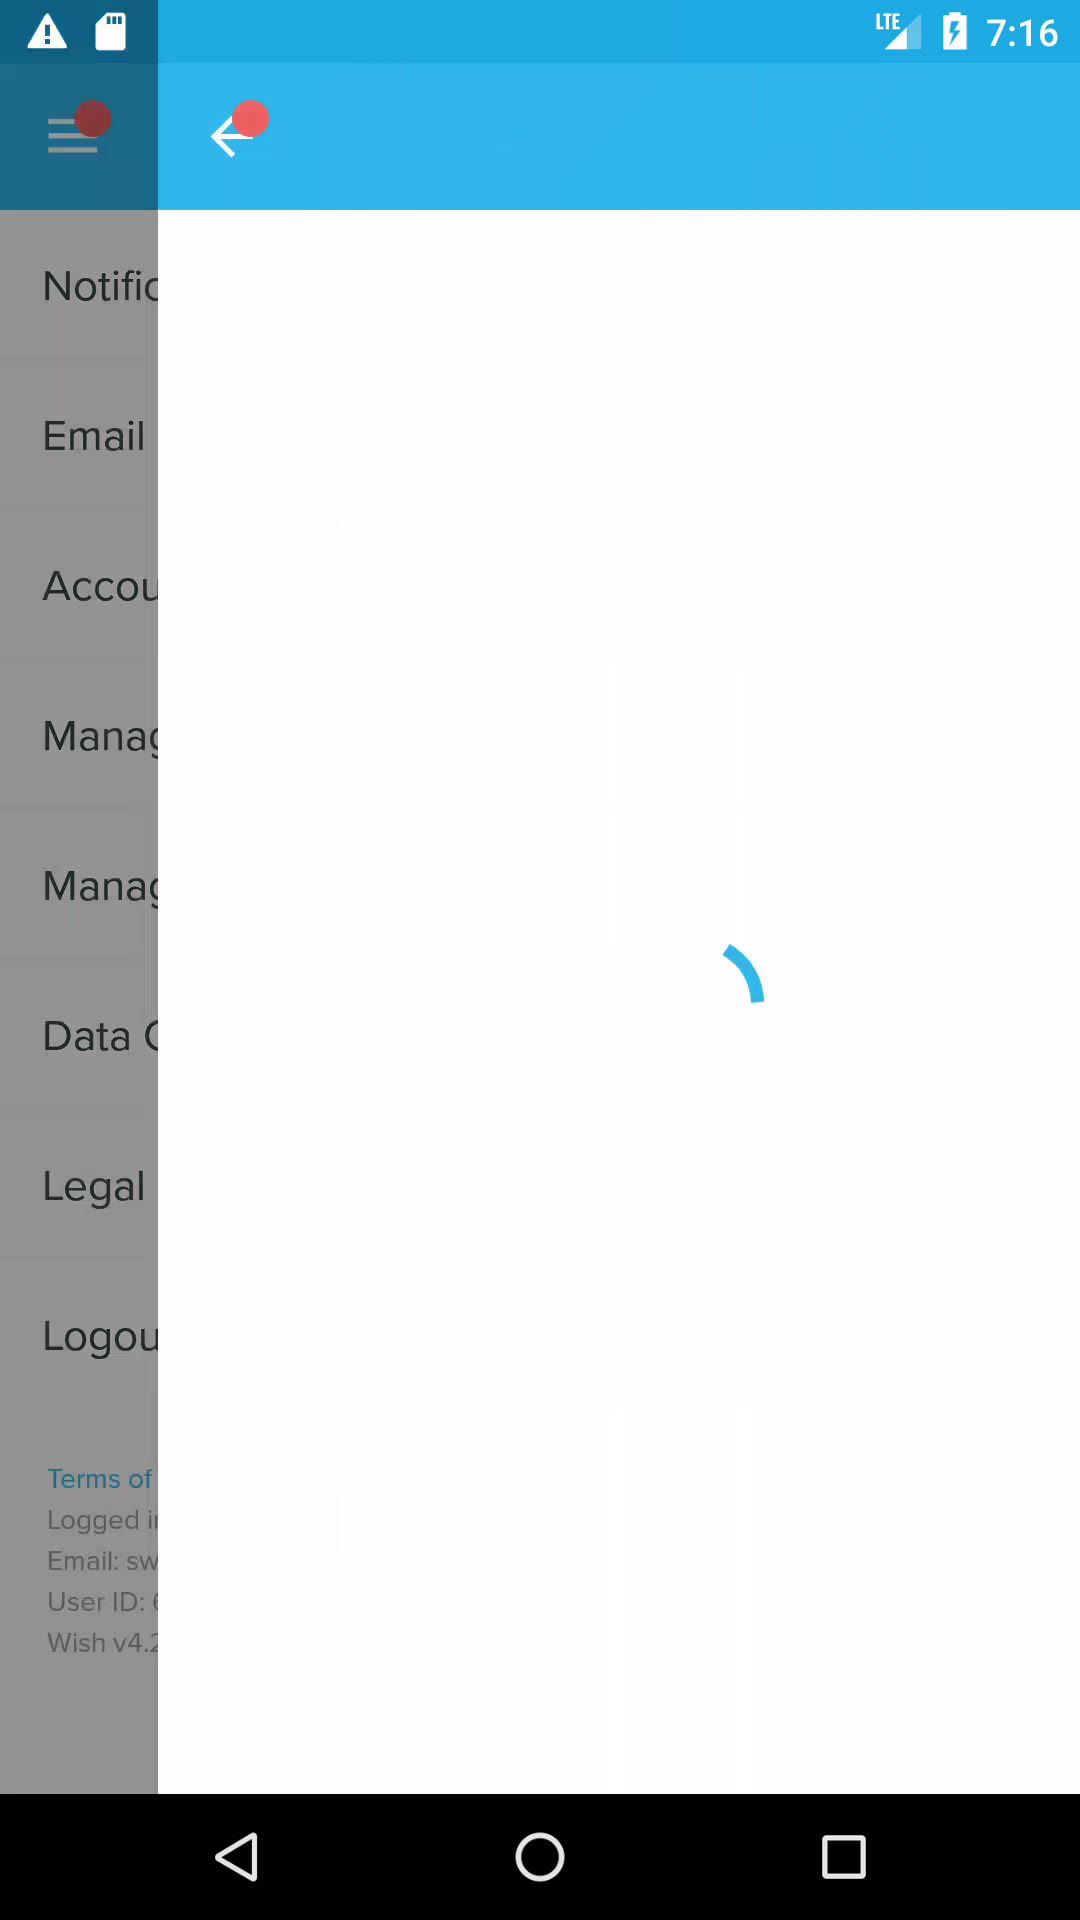 LTE 7:16
Notific
Email
Accou
Manag
Manag
Data
Legal
Logou
Terms of
Logged in
Email: sw
User ID: 6
Wish v4.2